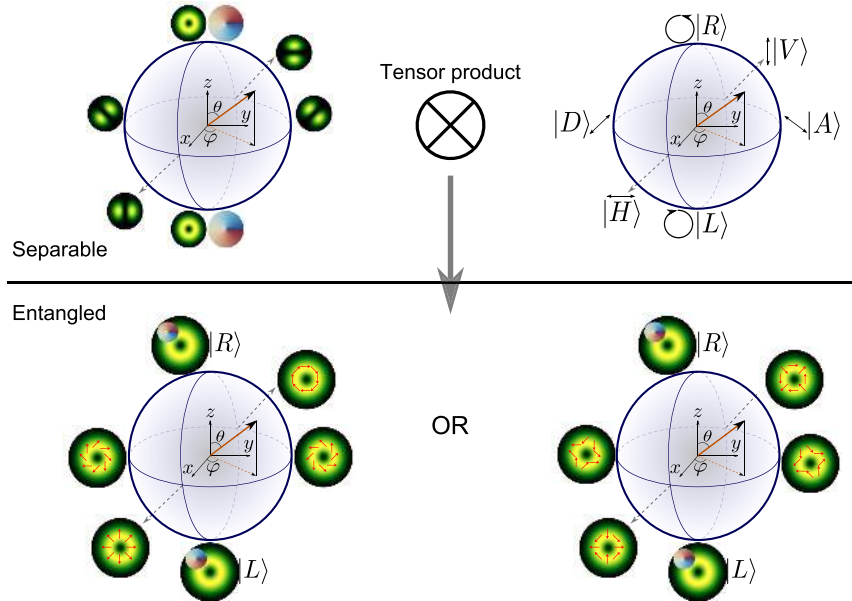 |R⟩
|V⟩
Tensor product
z
θ
y
x
φ
z
θ
y
x
φ
|D⟩
|A⟩
|H⟩
|L⟩
Separable
Entangled
|R⟩
|R⟩
z
θ
y
x
φ
OR
z
θ
y
x
φ
|L⟩
|L⟩